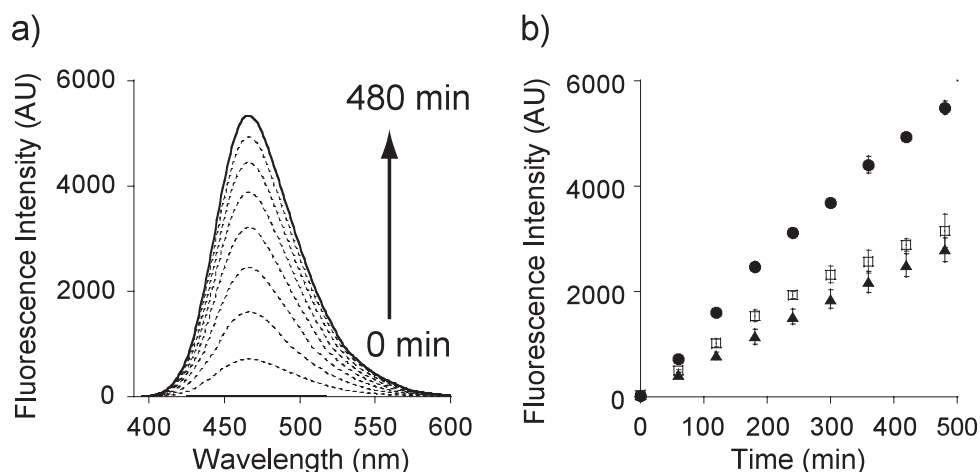 a)
Fluorescence Intensity (AU)
6000
4000
2000
0
480 min
0 min
400 450 500 550 600
Wavelength (nm)
b)
Fluorescence Intensity (AU)
6000
4000
2000
0
0 100 200 300 400 500
Time (min)